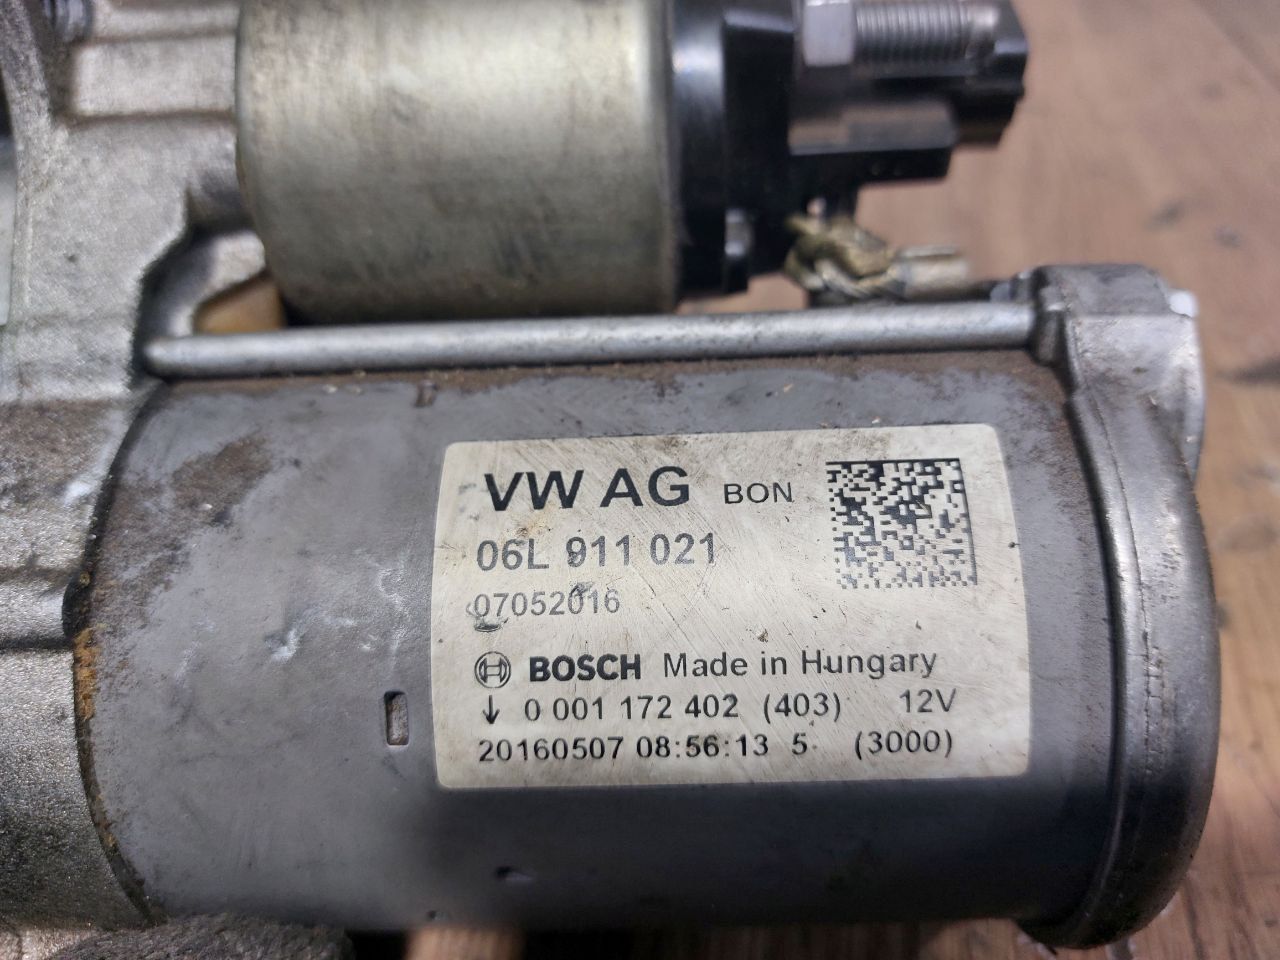 VW AG BON
06L 911 021
07052016
BOSCH Made in Hungary
↓ 0 001 172 402 (403) 12V
20160507 08:56:13 5 (3000)